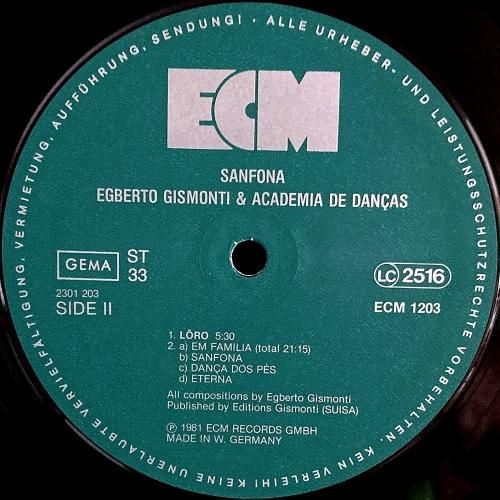 ECM
SANFONA
EGBERTO GISMONTI & ACADEMIA DE DANÇAS
GEMA
ST
33
LC 2516
2301 203
SIDE II
ECM 1203
1. LÔRO 5:30
2. a) EM FAMILIA (total 21:15)
b) SANFONA
c) DANÇA DOS PÉS
d) ETERNA
All compositions by Egberto Gismonti
Published by Editions Gismonti (SUISA)
℗ 1981 ECM RECORDS GMBH
MADE IN W. GERMANY
· ALLE URHEBER- UND LEISTUNGSSCHUTZRECHTE VORBEHALTEN · KEIN VERLEIH! KEINE UNERLAUBTE VERVIELFÄLTIGUNG, VERMIETUNG, AUFFÜHRUNG, SENDUNG!